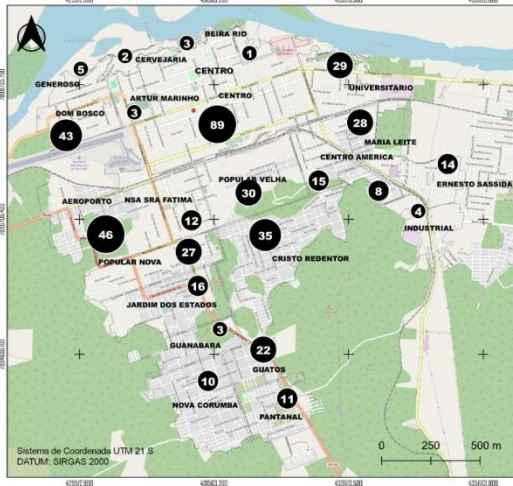 BEIRA RIO
3
1
2
CERVEJARIA
29
5
CENTRO
GENEROSO
UNIVERSITARIO
ARTUR MARINHO
CENTRO
DOM BOSCO
3
43
89
28
MARIA LEITE
CENTRO AMERICA
14
POPULAR VELHA
15
ERNESTO SASSIDA
30
8
AEROPORTO
NSA SRA FATIMA
4
12
INDUSTRIAL
46
35
27
CRISTO REDENTOR
POPULAR NOVA
16
JARDIM DOS ESTADOS
3
GUANABARA
22
GUATOS
10
11
NOVA CORUMBA
PANTANAL
Sistema de Coordenada UTM 21 S
DATUM: SIRGAS 2000
0 250 500 m